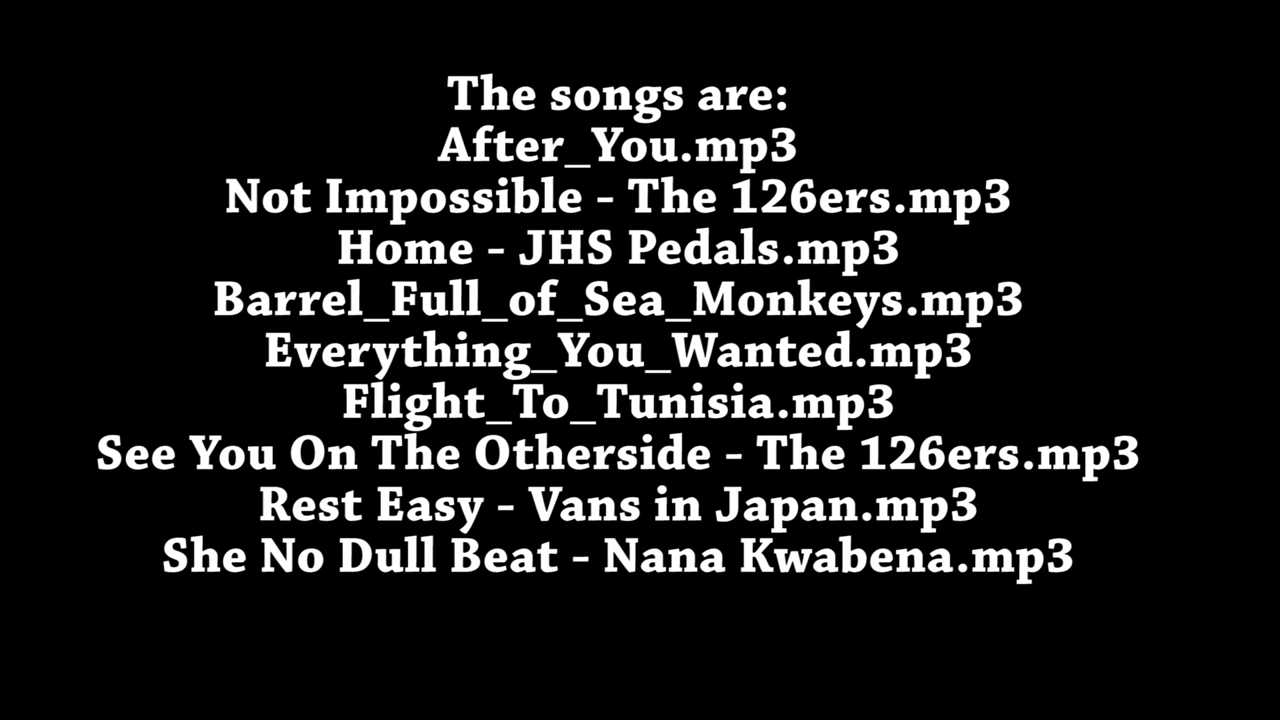 The songs are:
After_You.mp3
Not Impossible - The 126ers.mp3
Home - JHS Pedals.mp3
Barrel_Full_of_Sea_Monkeys.mp3
Everything_You_Wanted.mp3
Flight_To_Tunisia.mp3
See You On The Otherside - The 126ers.mp3
Rest Easy - Vans in Japan.mp3
She No Dull Beat - Nana Kwabena.mp3